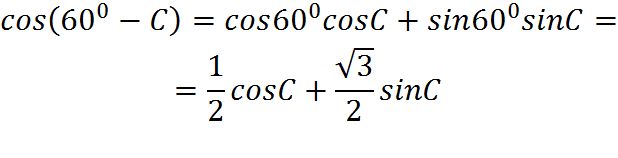 cos(60⁰ − C) = cos60⁰cosC + sin60⁰sinC =
= 1/2 cosC + √3/2 sinC